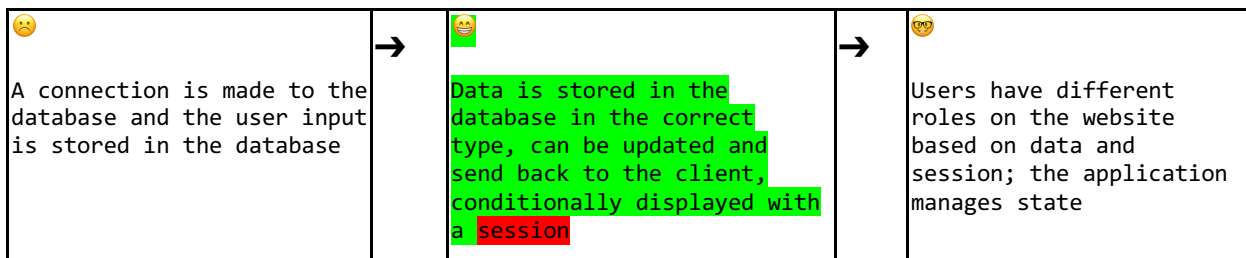 ☹️
A connection is made to the
database and the user input
is stored in the database
➔
😁
Data is stored in the
database in the correct
type, can be updated and
send back to the client,
conditionally displayed with
a session
➔
🤓
Users have different
roles on the website
based on data and
session; the application
manages state